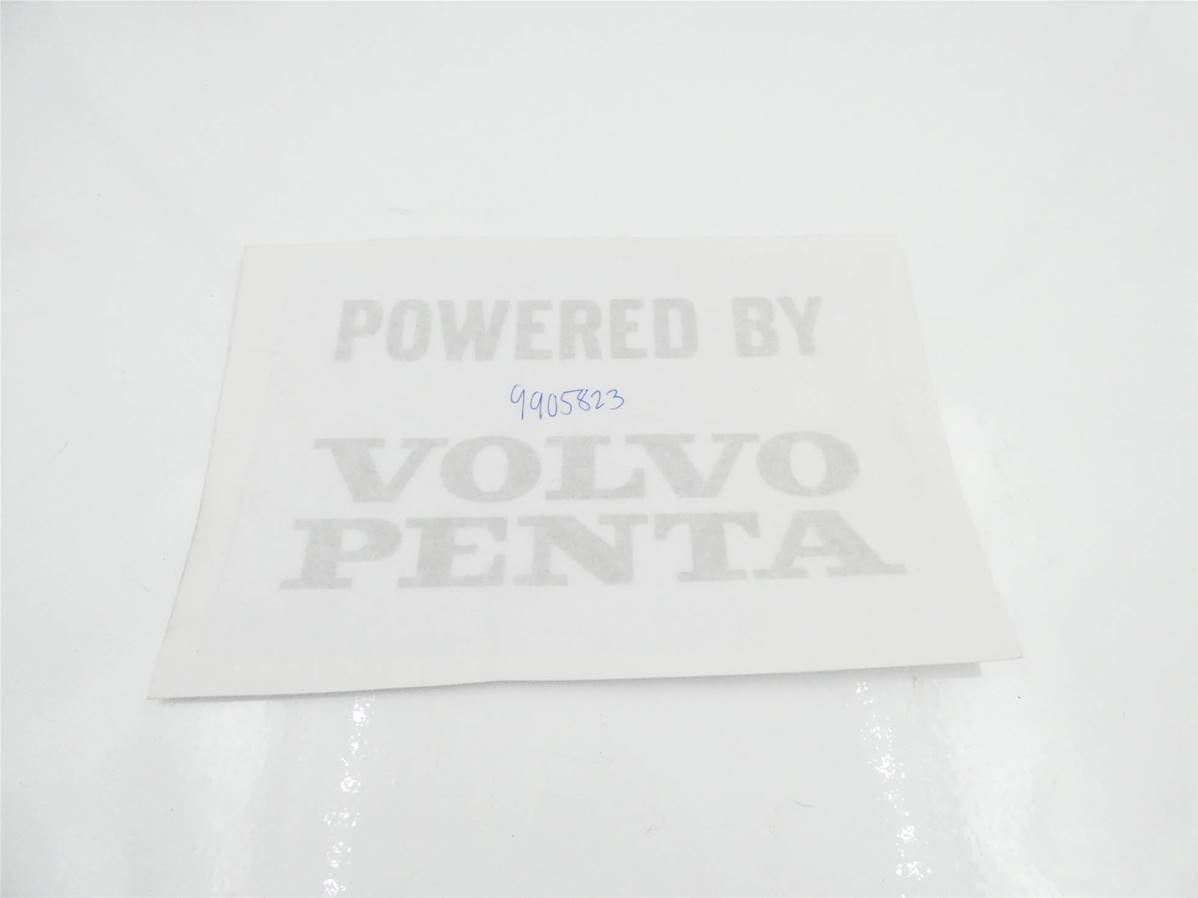 POWERED BY
9905823
VOLVO
PENTA